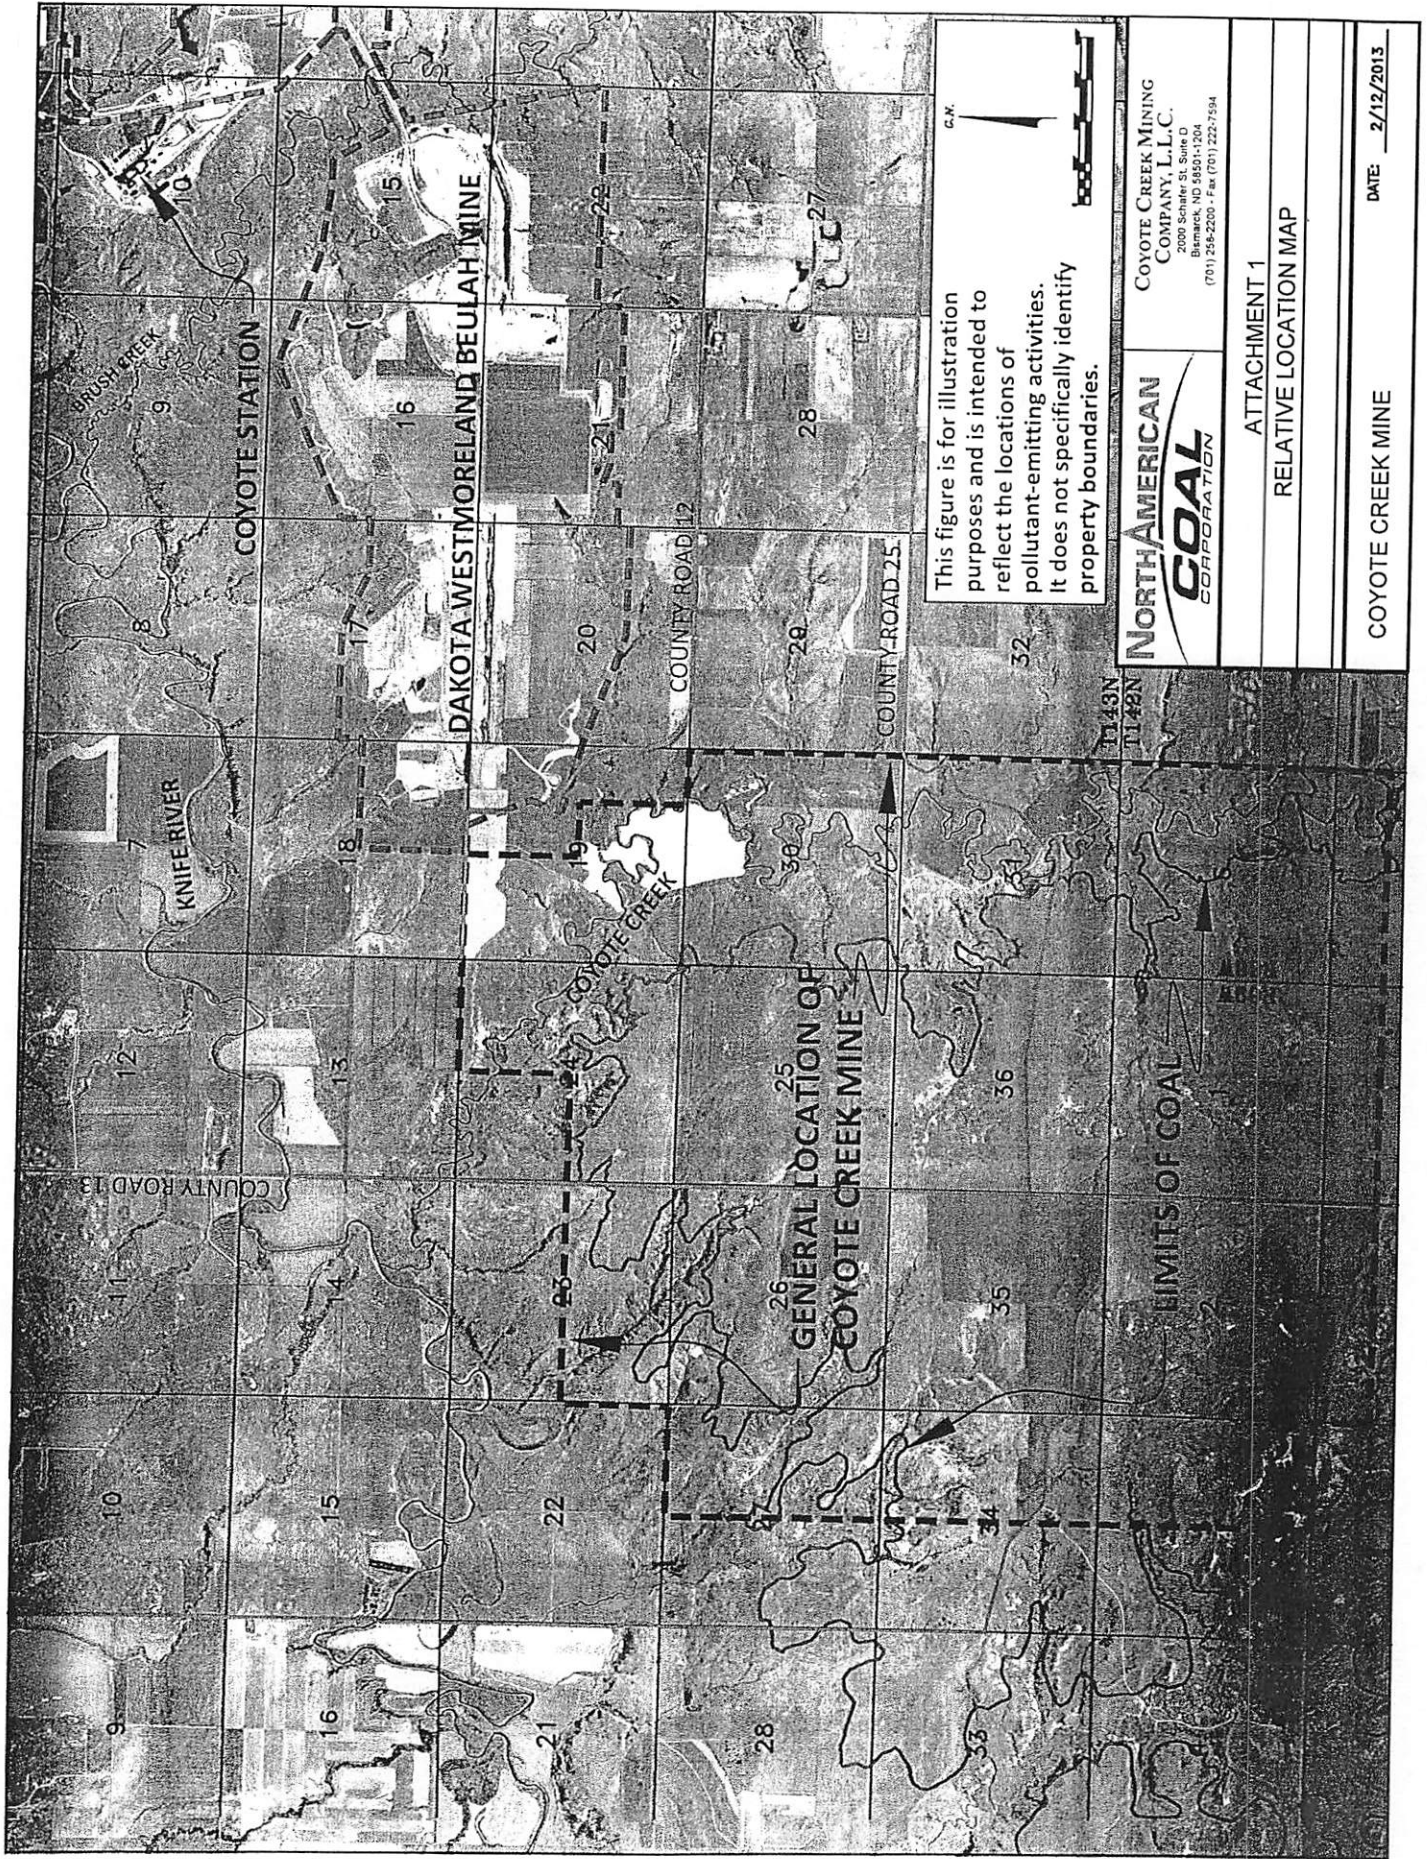 9
10
11
12
7
8
9
10
BRUSH CREEK
KNIFE RIVER
COUNTY ROAD 13
COYOTE STATION
16
15
14
13
18
17
16
15
DAKOTA WESTMORELAND BEULAH MINE
21
22
23
24
19
20
21
22
COYOTE CREEK
COUNTY ROAD 12
28
27
26
25
30
29
28
27
GENERAL LOCATION OF
COYOTE CREEK MINE
COUNTY ROAD 25
33
34
35
36
31
32
T143N
T142N
LIMITS OF COAL
2
G.N.
This figure is for illustration
purposes and is intended to
reflect the locations of
pollutant-emitting activities.
It does not specifically identify
property boundaries.
NORTH AMERICAN
COAL
CORPORATION
COYOTE CREEK MINING
COMPANY, L.L.C.
2000 Schafer St. Suite D
Bismarck, ND 58501-1204
(701) 258-2200 - Fax (701) 222-7594
ATTACHMENT 1
RELATIVE LOCATION MAP
COYOTE CREEK MINE
DATE: 2/12/2013